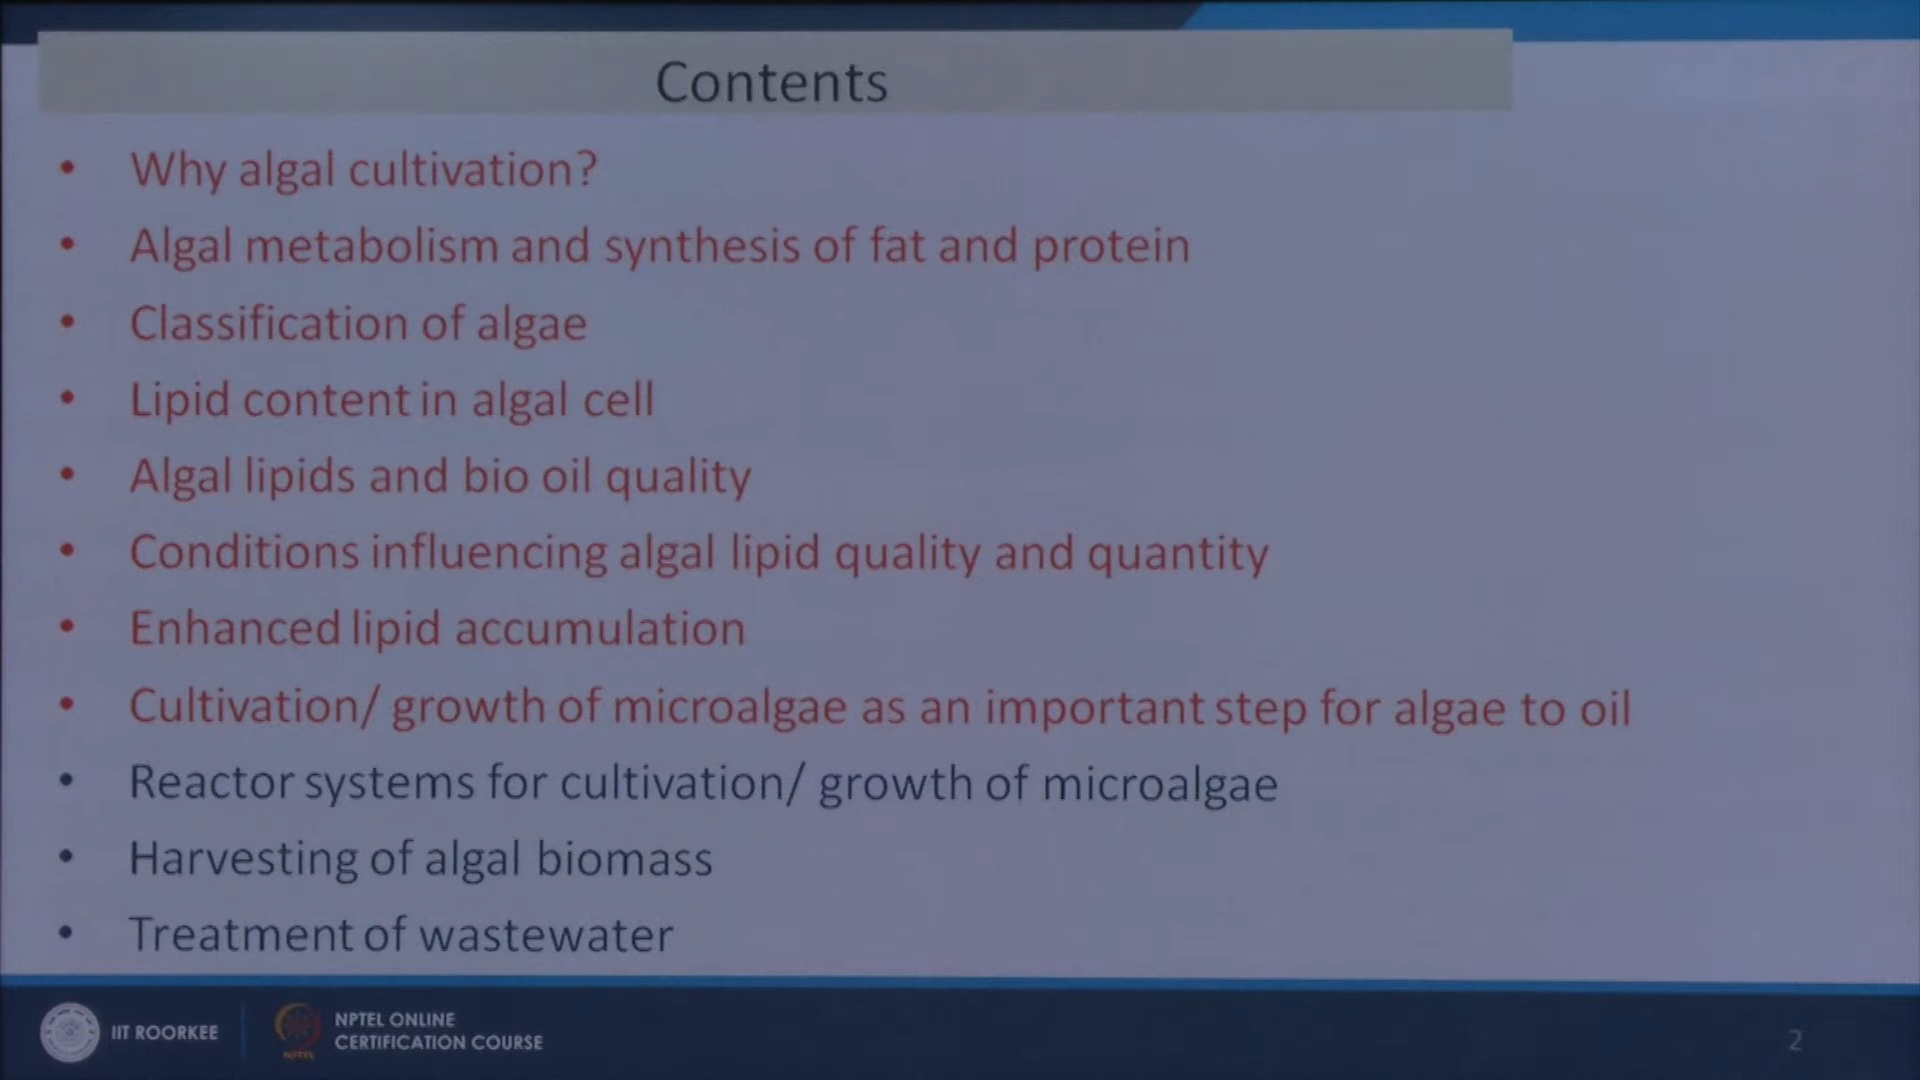 Contents
• Why algal cultivation?
• Algal metabolism and synthesis of fat and protein
• Classification of algae
• Lipid content in algal cell
• Algal lipids and bio oil quality
• Conditions influencing algal lipid quality and quantity
• Enhanced lipid accumulation
• Cultivation/ growth of microalgae as an important step for algae to oil
• Reactor systems for cultivation/ growth of microalgae
• Harvesting of algal biomass
• Treatment of wastewater
IIT ROORKEE
NPTEL
NPTEL ONLINE
CERTIFICATION COURSE
2